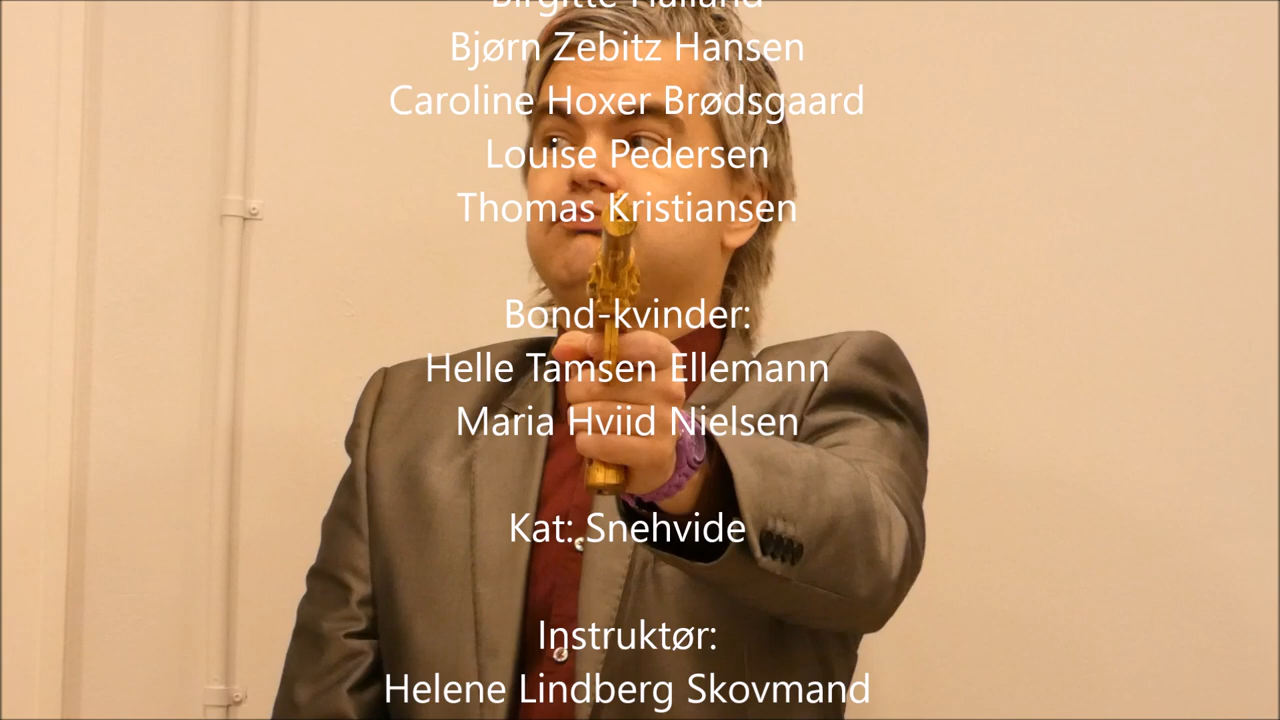 Bjørn Zebitz Hansen
Caroline Hoxer Brødsgaard
Louise Pedersen
Thomas Kristiansen
Bond-kvinder:
Helle Tamsen Ellemann
Maria Hviid Nielsen
Kat: Snehvide
Instruktør:
Helene Lindberg Skovmand